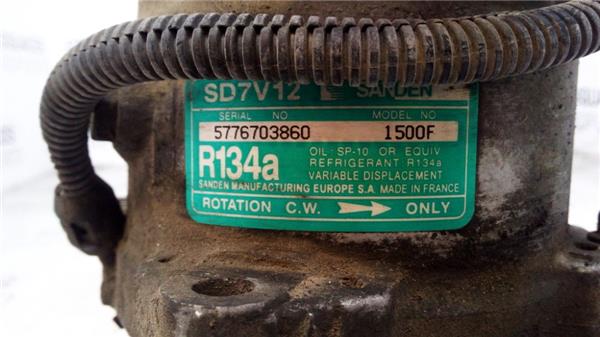 SD7V12 SANDEN
SERIAL NO MODEL NO
5776703860 1500F
R134a
OIL: SP-10 OR EQUIV
REFRIGERANT R134a
VARIABLE DISPLACEMENT
SANDEN MANUFACTURING EUROPE S.A. MADE IN FRANCE
ROTATION C.W. ONLY